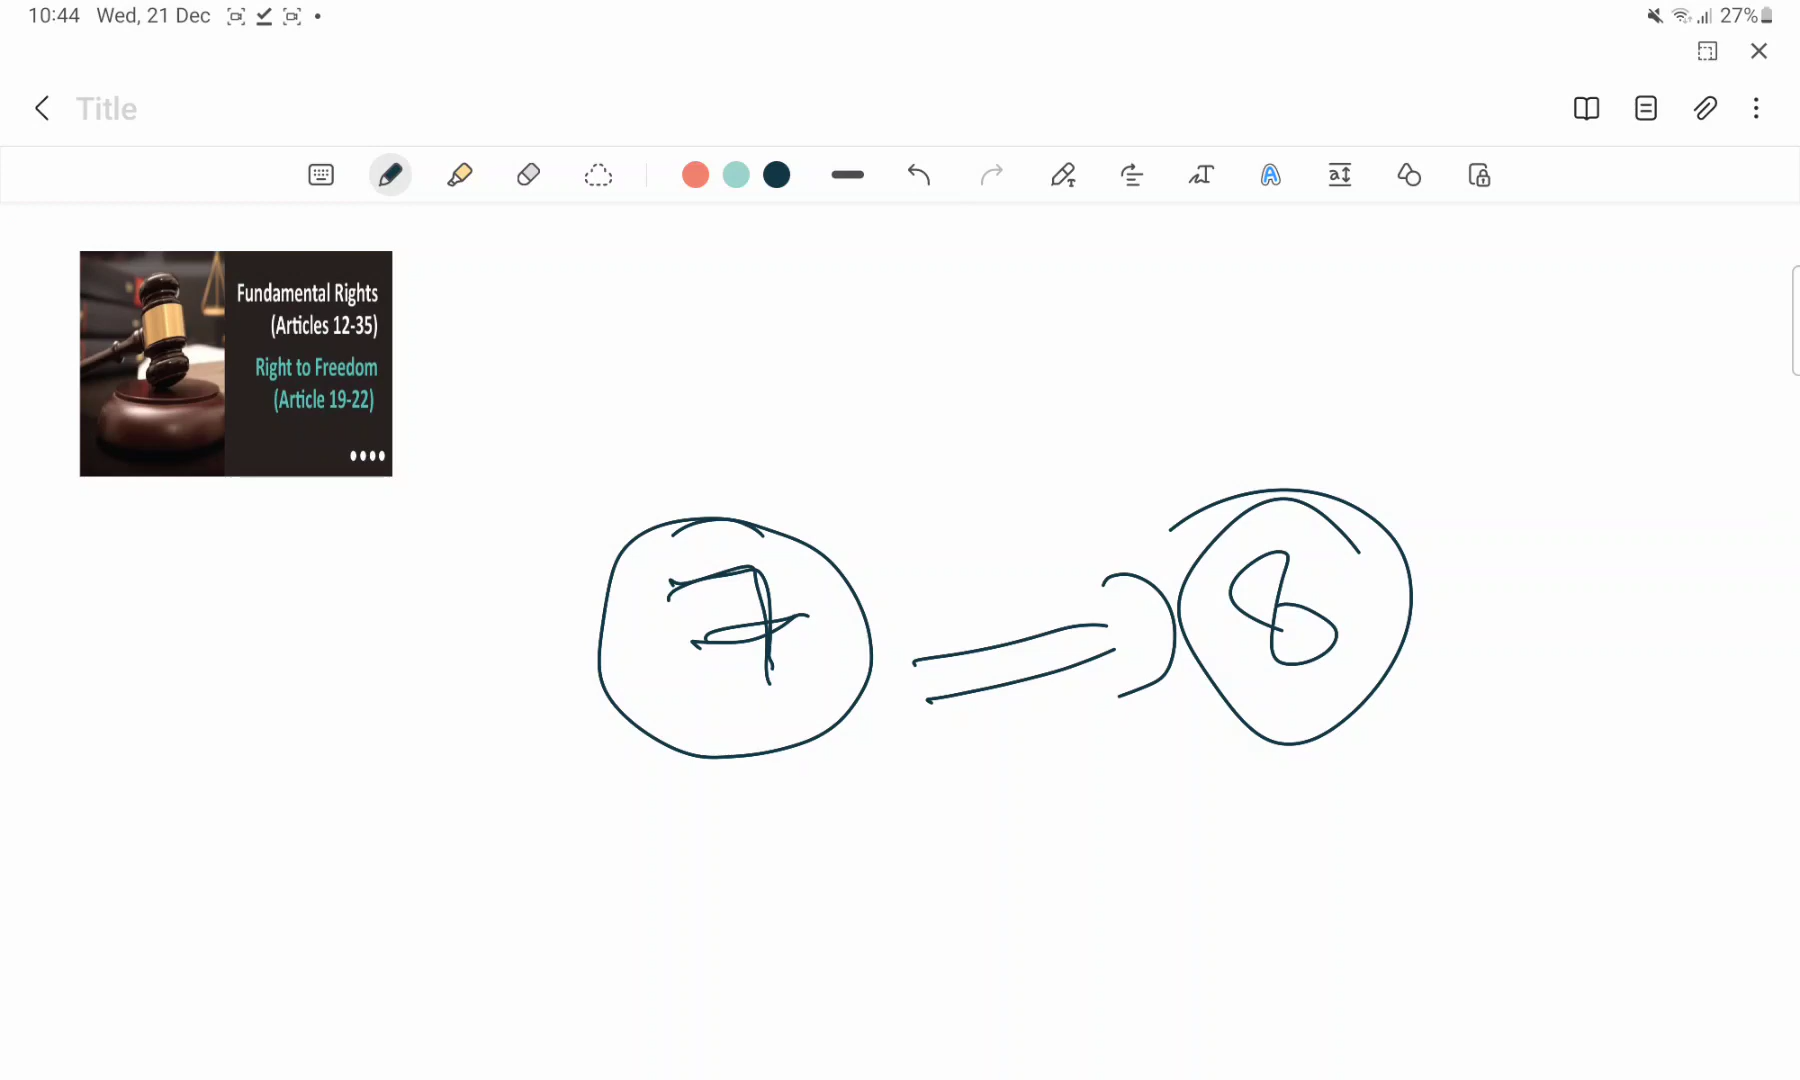 10:44 Wed, 21 Dec 27%
Title
Fundamental Rights
(Articles 12-35)
Right to Freedom
(Article 19-22)
7 => 8